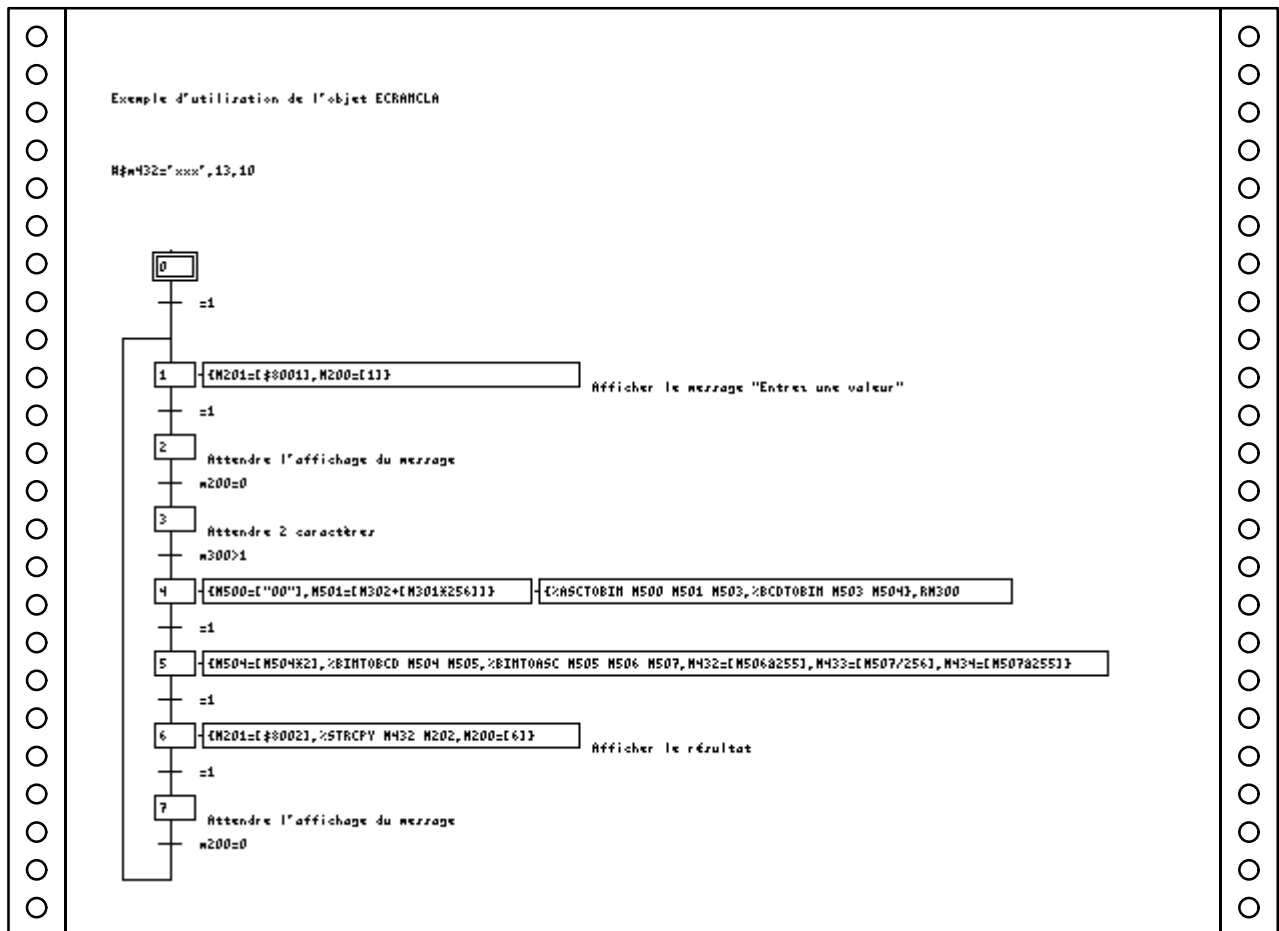 Exemple d'utilisation de l'objet ECRANCLA
#$m432="xxx",13,10
0
=1
1
{M201=[$8001],M200=[1]}
Afficher le message "Entrez une valeur"
=1
2
Attendre l'affichage du message
m200=0
3
Attendre 2 caractères
m300>1
4
{M500=["00"],M501=[M302+[M301*256]]}
{%ASCTOBIN M500 M501 M503,%BCDTOBIN M503 M504},RM300
=1
5
{M504=[M504*2],%BINTOBCD M504 M505,%BINTOASC M505 M506 M507,M432=[M506&255],M433=[M507/256],M434=[M507&255]}
=1
6
{M201=[$8002],%STRCPY M432 M202,M200=[6]}
Afficher le résultat
=1
7
Attendre l'affichage du message
m200=0